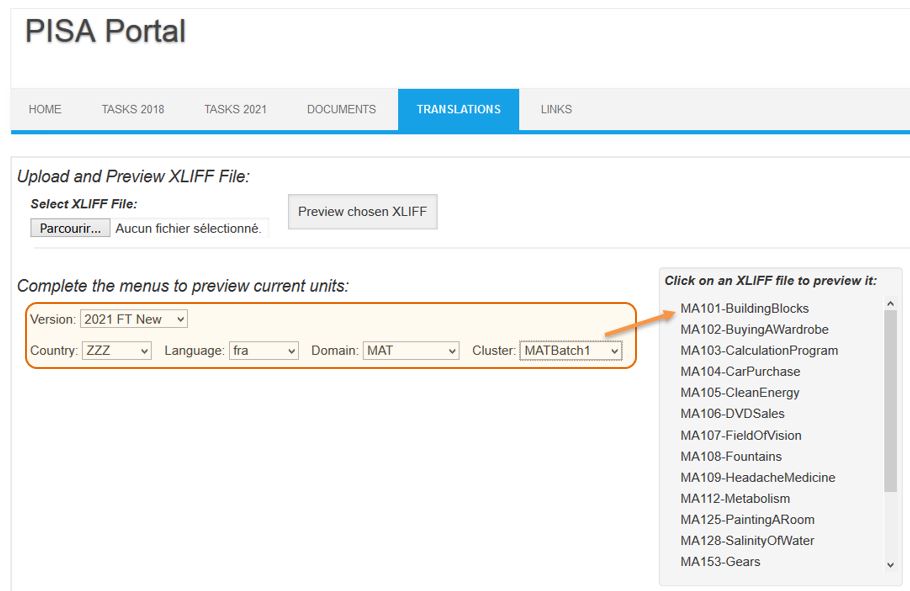 PISA Portal
HOME TASKS 2018 TASKS 2021 DOCUMENTS TRANSLATIONS LINKS
Upload and Preview XLIFF File:
Select XLIFF File:
Parcourir... Aucun fichier sélectionné. Preview chosen XLIFF
Complete the menus to preview current units:
Version: 2021 FT New
Country: ZZZ Language: fra Domain: MAT Cluster: MATBatch1
Click on an XLIFF file to preview it:
MA101-BuildingBlocks
MA102-BuyingAWardrobe
MA103-CalculationProgram
MA104-CarPurchase
MA105-CleanEnergy
MA106-DVDSales
MA107-FieldOfVision
MA108-Fountains
MA109-HeadacheMedicine
MA112-Metabolism
MA125-PaintingARoom
MA128-SalinityOfWater
MA153-Gears